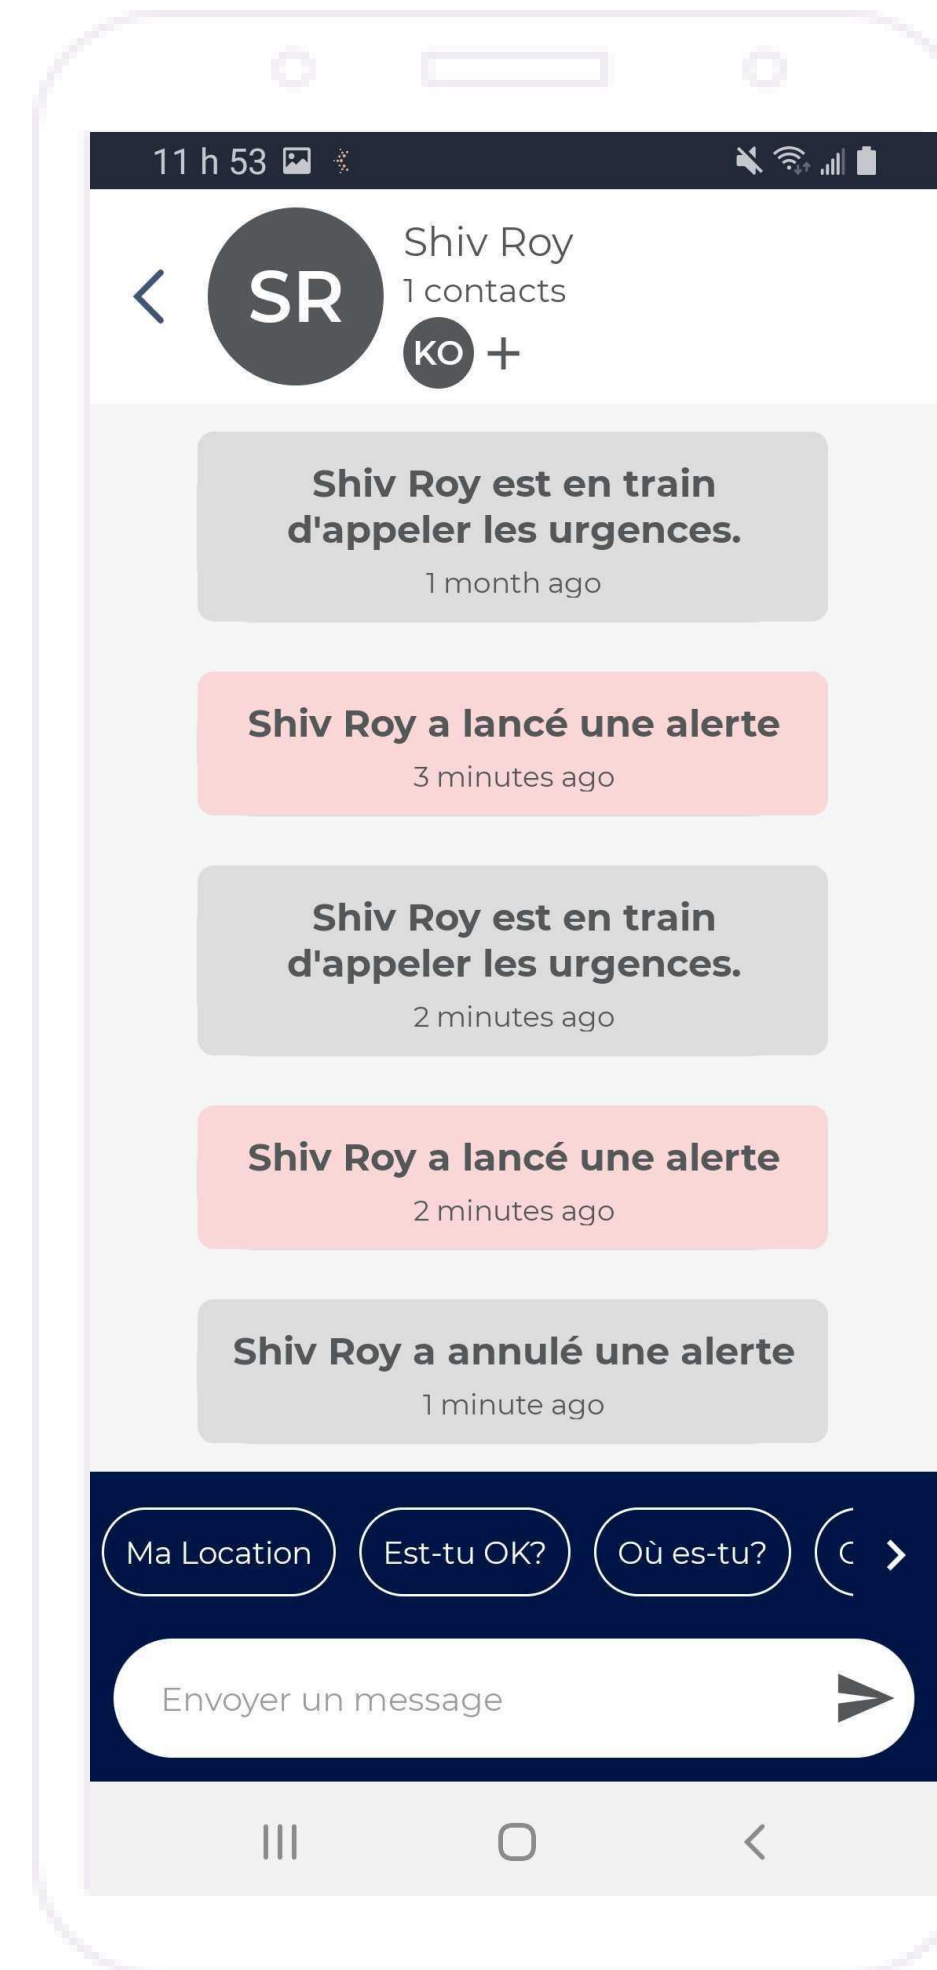 11 h 53
Shiv Roy
SR
1 contacts
KO
Shiv Roy est en train
d'appeler les urgences.
1 month ago
Shiv Roy a lancé une alerte
3 minutes ago
Shiv Roy est en train
d'appeler les urgences.
2 minutes ago
Shiv Roy a lancé une alerte
2 minutes ago
Shiv Roy a annulé une alerte
1 minute ago
Ma Location
Est-tu OK?
Où es-tu?
Envoyer un message